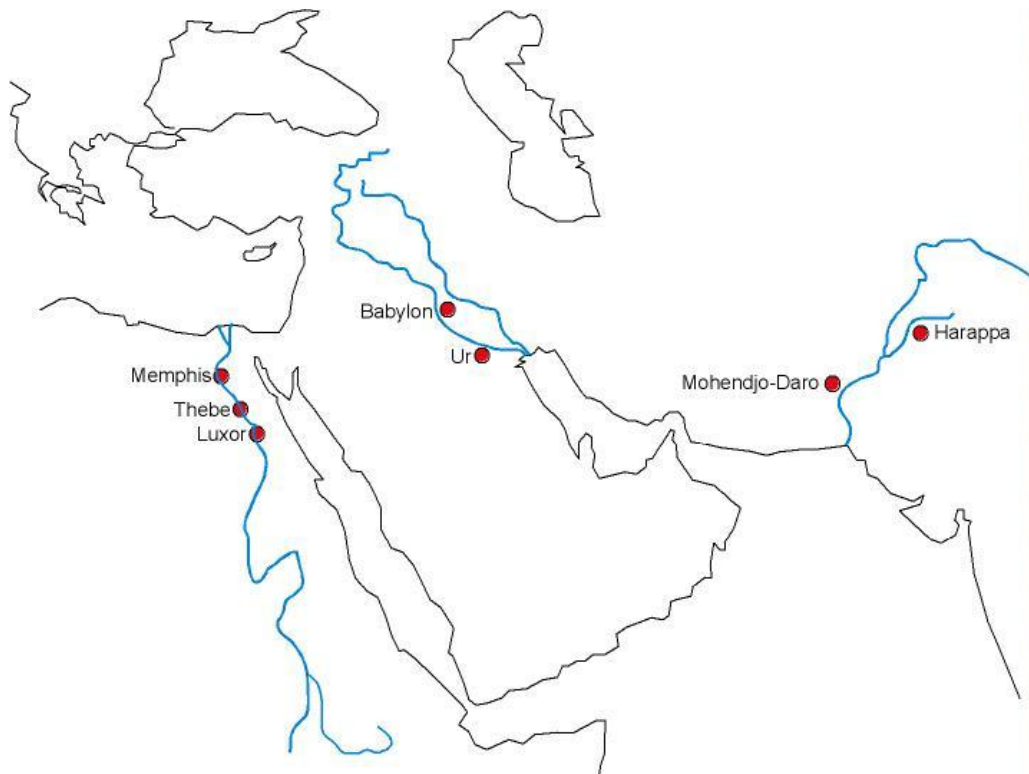 Babylon
Harappa
Ur
Memphis
Mohendjo-Daro
Thebe
Luxor